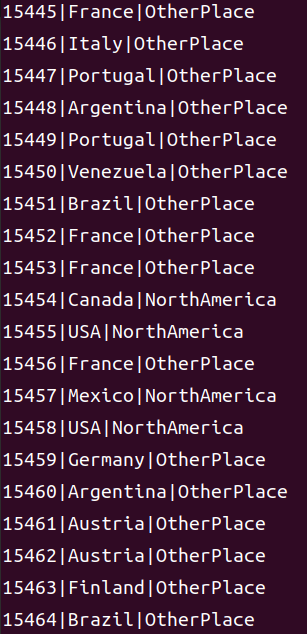 15445|France|OtherPlace
15446|Italy|OtherPlace
15447|Portugal|OtherPlace
15448|Argentina|OtherPlace
15449|Portugal|OtherPlace
15450|Venezuela|OtherPlace
15451|Brazil|OtherPlace
15452|France|OtherPlace
15453|France|OtherPlace
15454|Canada|NorthAmerica
15455|USA|NorthAmerica
15456|France|OtherPlace
15457|Mexico|NorthAmerica
15458|USA|NorthAmerica
15459|Germany|OtherPlace
15460|Argentina|OtherPlace
15461|Austria|OtherPlace
15462|Austria|OtherPlace
15463|Finland|OtherPlace
15464|Brazil|OtherPlace